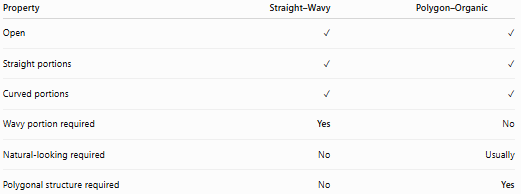 Property Straight–Wavy Polygon–Organic
Open ✓ ✓
Straight portions ✓ ✓
Curved portions ✓ ✓
Wavy portion required Yes No
Natural-looking required No Usually
Polygonal structure required No Yes